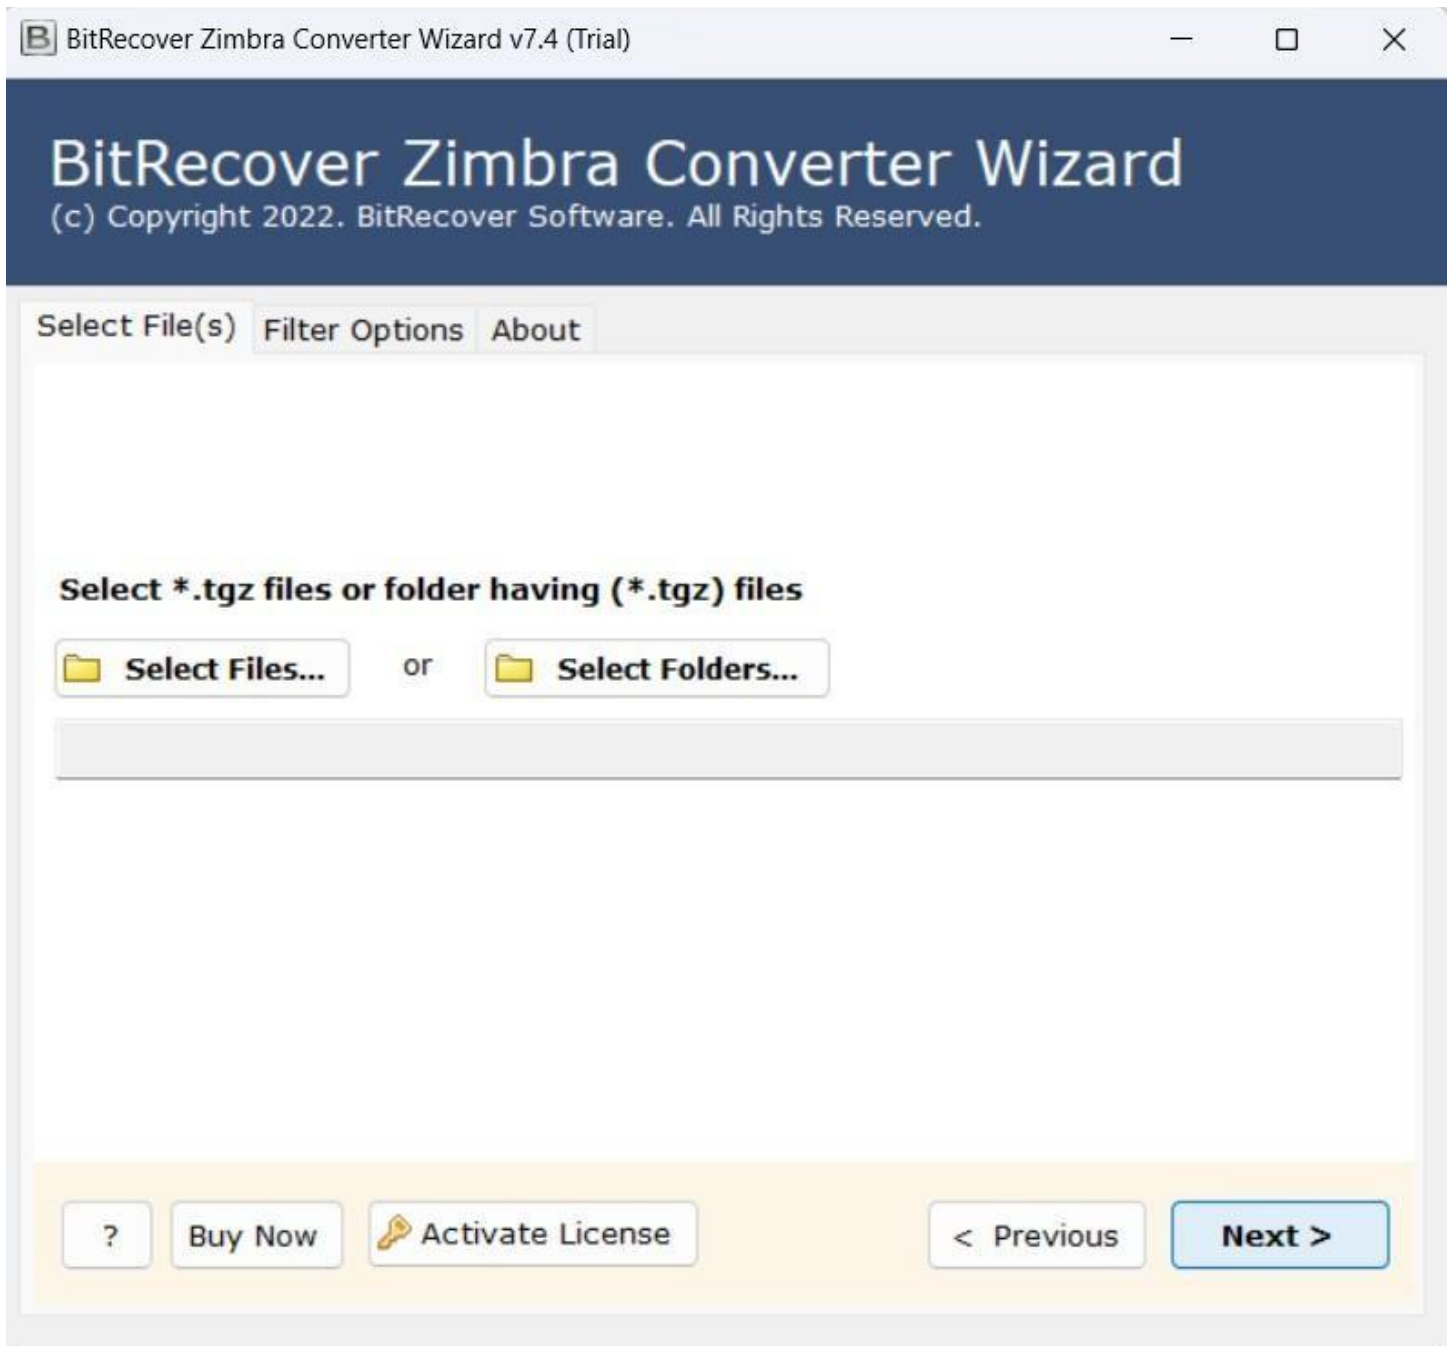 B BitRecover Zimbra Converter Wizard v7.4 (Trial)
BitRecover Zimbra Converter Wizard
(c) Copyright 2022. BitRecover Software. All Rights Reserved.
Select File(s) Filter Options About
Select *.tgz files or folder having (*.tgz) files
Select Files... or Select Folders...
? Buy Now Activate License < Previous Next >